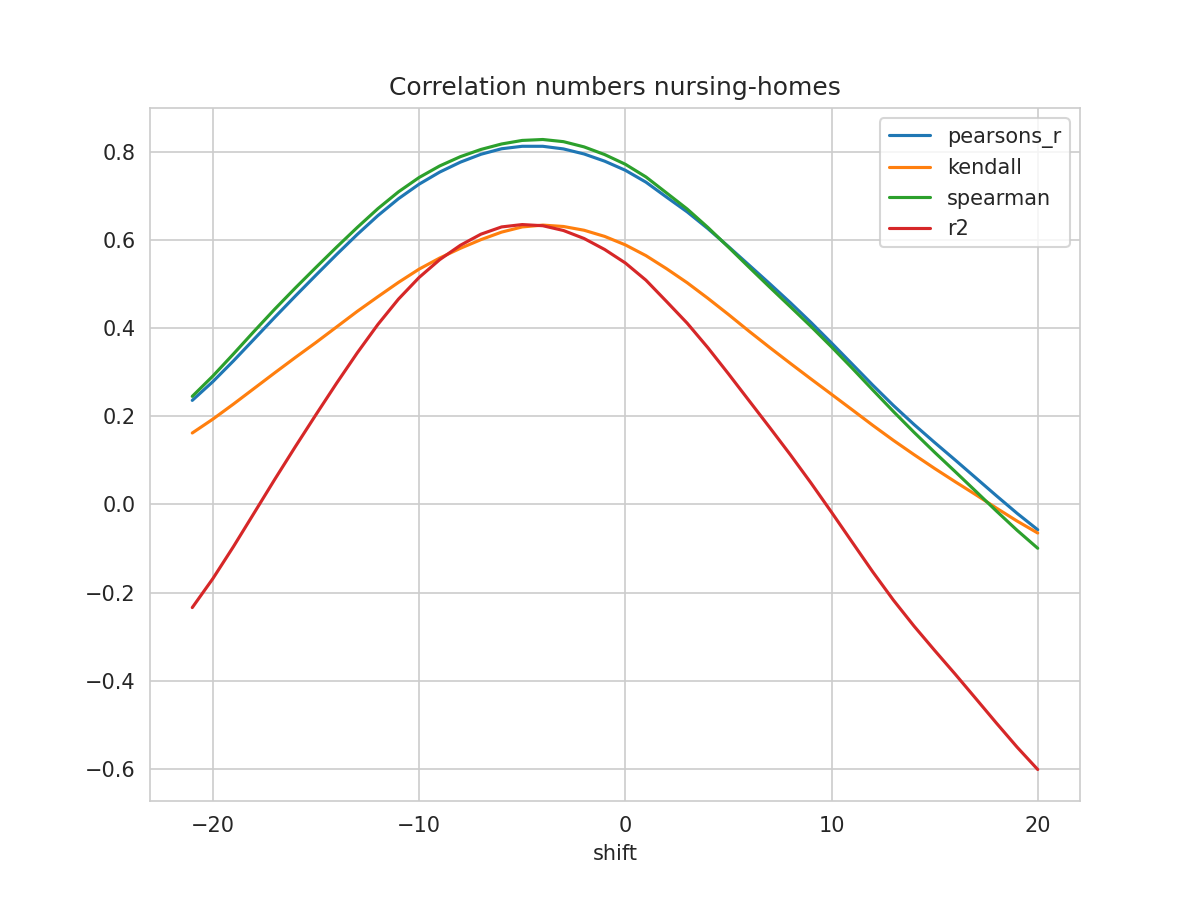 Correlation numbers nursing-homes
pearsons_r
kendall
spearman
r2
0.8
0.6
0.4
0.2
0.0
−0.2
−0.4
−0.6
−20 −10 0 10 20
shift